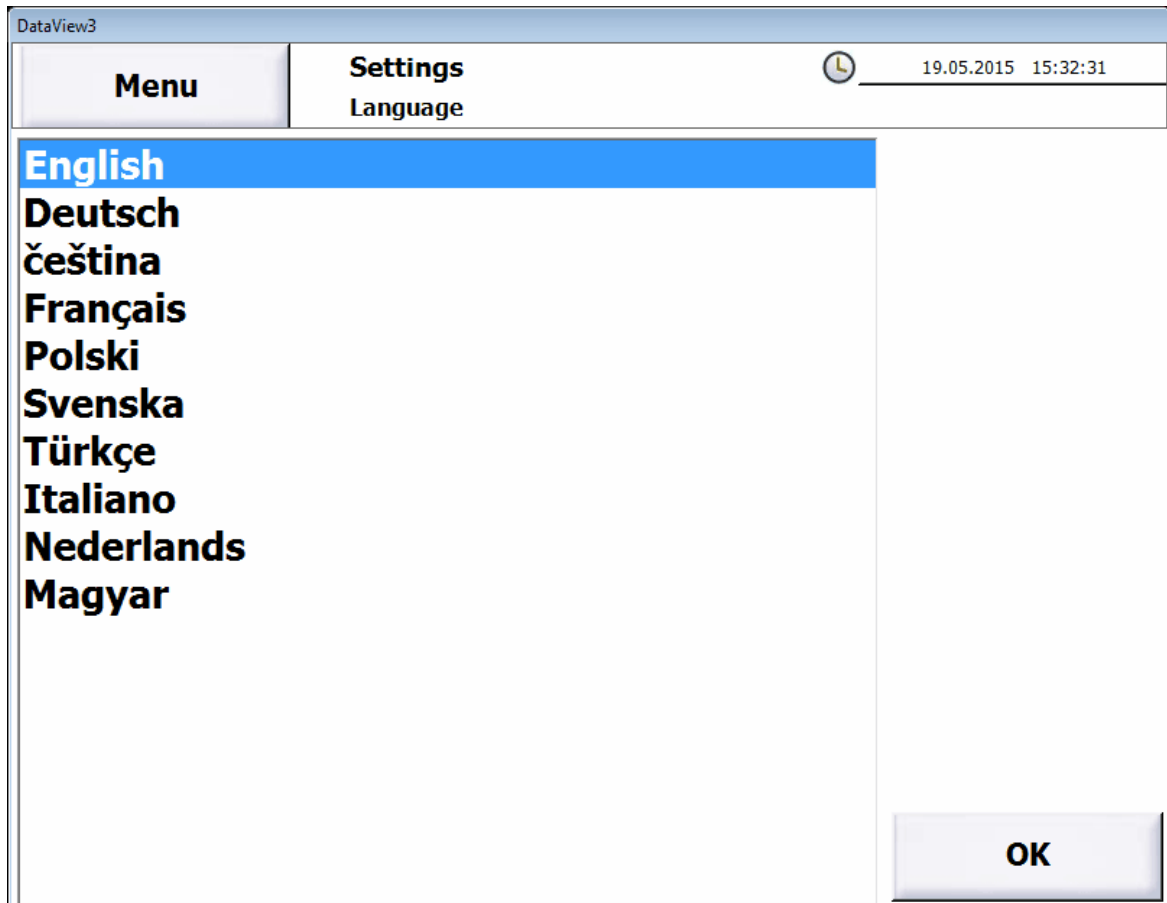 DataView3
Menu
Settings
19.05.2015 15:32:31
Language
English
Deutsch
čeština
Français
Polski
Svenska
Türkçe
Italiano
Nederlands
Magyar
OK